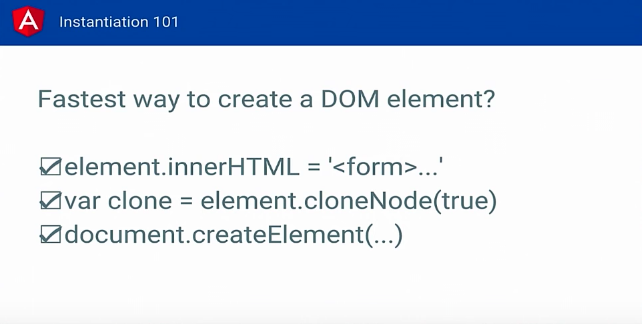 A
Instantiation 101
Fastest way to create a DOM element?
element.innerHTML = '<form>...'
var clone = element.cloneNode(true)
document.createElement(...)